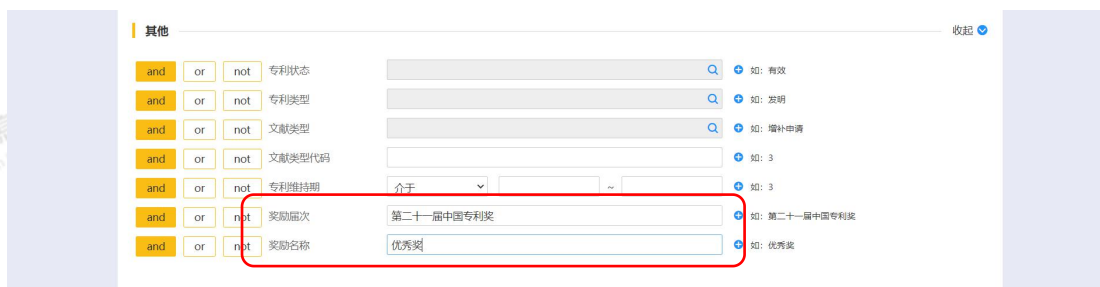 其他 收起
and or not 专利状态 如：有效
and or not 专利类型 如：发明
and or not 文献类型 如：增补申请
and or not 文献类型代码 如：3
and or not 专利维持期 介于 ~ 如：3
and or not 奖励届次 第二十一届中国专利奖 如：第二十一届中国专利奖
and or not 奖励名称 优秀奖 如：优秀奖